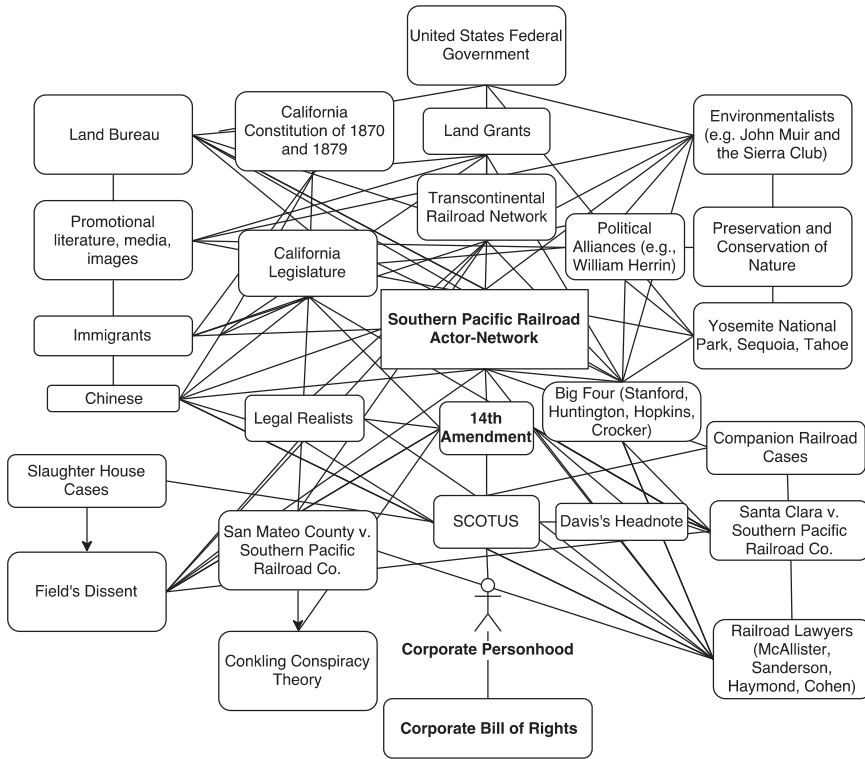 United States Federal
Government
Land Bureau
California
Constitution of 1870
and 1879
Land Grants
Environmentalists
(e.g. John Muir and
the Sierra Club)
Promotional
literature, media,
images
California
Legislature
Transcontinental
Railroad Network
Political
Alliances (e.g.,
William Herrin)
Preservation and
Conservation of
Nature
Immigrants
Southern Pacific Railroad
Actor-Network
Yosemite National
Park, Sequoia, Tahoe
Chinese
Legal Realists
14th
Amendment
Big Four (Stanford,
Huntington, Hopkins,
Crocker)
Companion Railroad
Cases
Slaughter House
Cases
San Mateo County v.
Southern Pacific
Railroad Co.
SCOTUS
Davis's Headnote
Santa Clara v.
Southern Pacific
Railroad Co.
Field's Dissent
Conkling Conspiracy
Theory
Corporate Personhood
Railroad Lawyers
(McAllister,
Sanderson,
Haymond, Cohen)
Corporate Bill of Rights